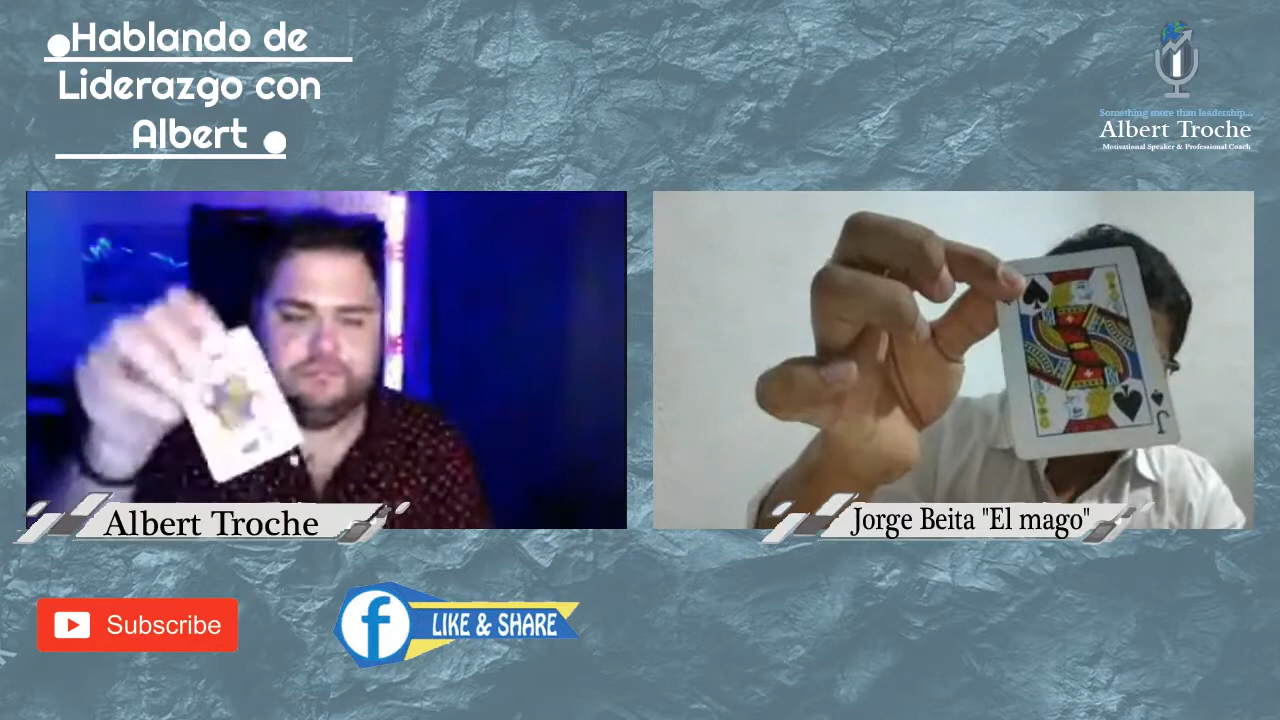 Hablando de
Liderazgo con
Albert
1
Something more than leadership...
Albert Troche
Motivational Speaker & Professional Coach
J
Albert Troche
Jorge Beita "El mago"
Subscribe
f LIKE & SHARE